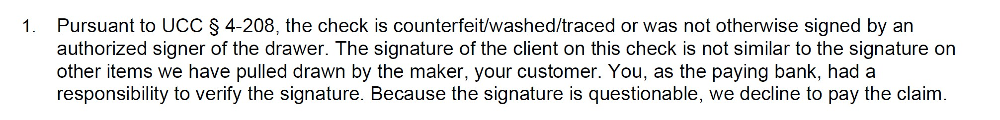 1. Pursuant to UCC § 4-208, the check is counterfeit/washed/traced or was not otherwise signed by an
authorized signer of the drawer. The signature of the client on this check is not similar to the signature on
other items we have pulled drawn by the maker, your customer. You, as the paying bank, had a
responsibility to verify the signature. Because the signature is questionable, we decline to pay the claim.